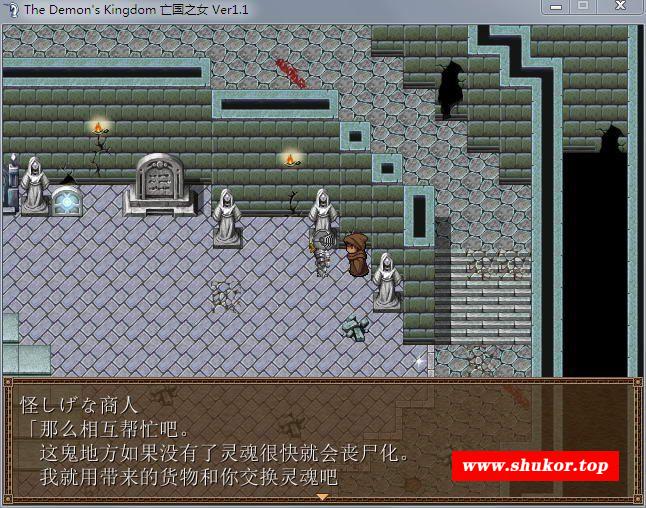 The Demon's Kingdom 亡国之女 Ver1.1
怪しげな商人
「那么相互帮忙吧。
这鬼地方如果没有了灵魂很快就会丧尸化。
我就用带来的货物和你交换灵魂吧
www.shukor.top